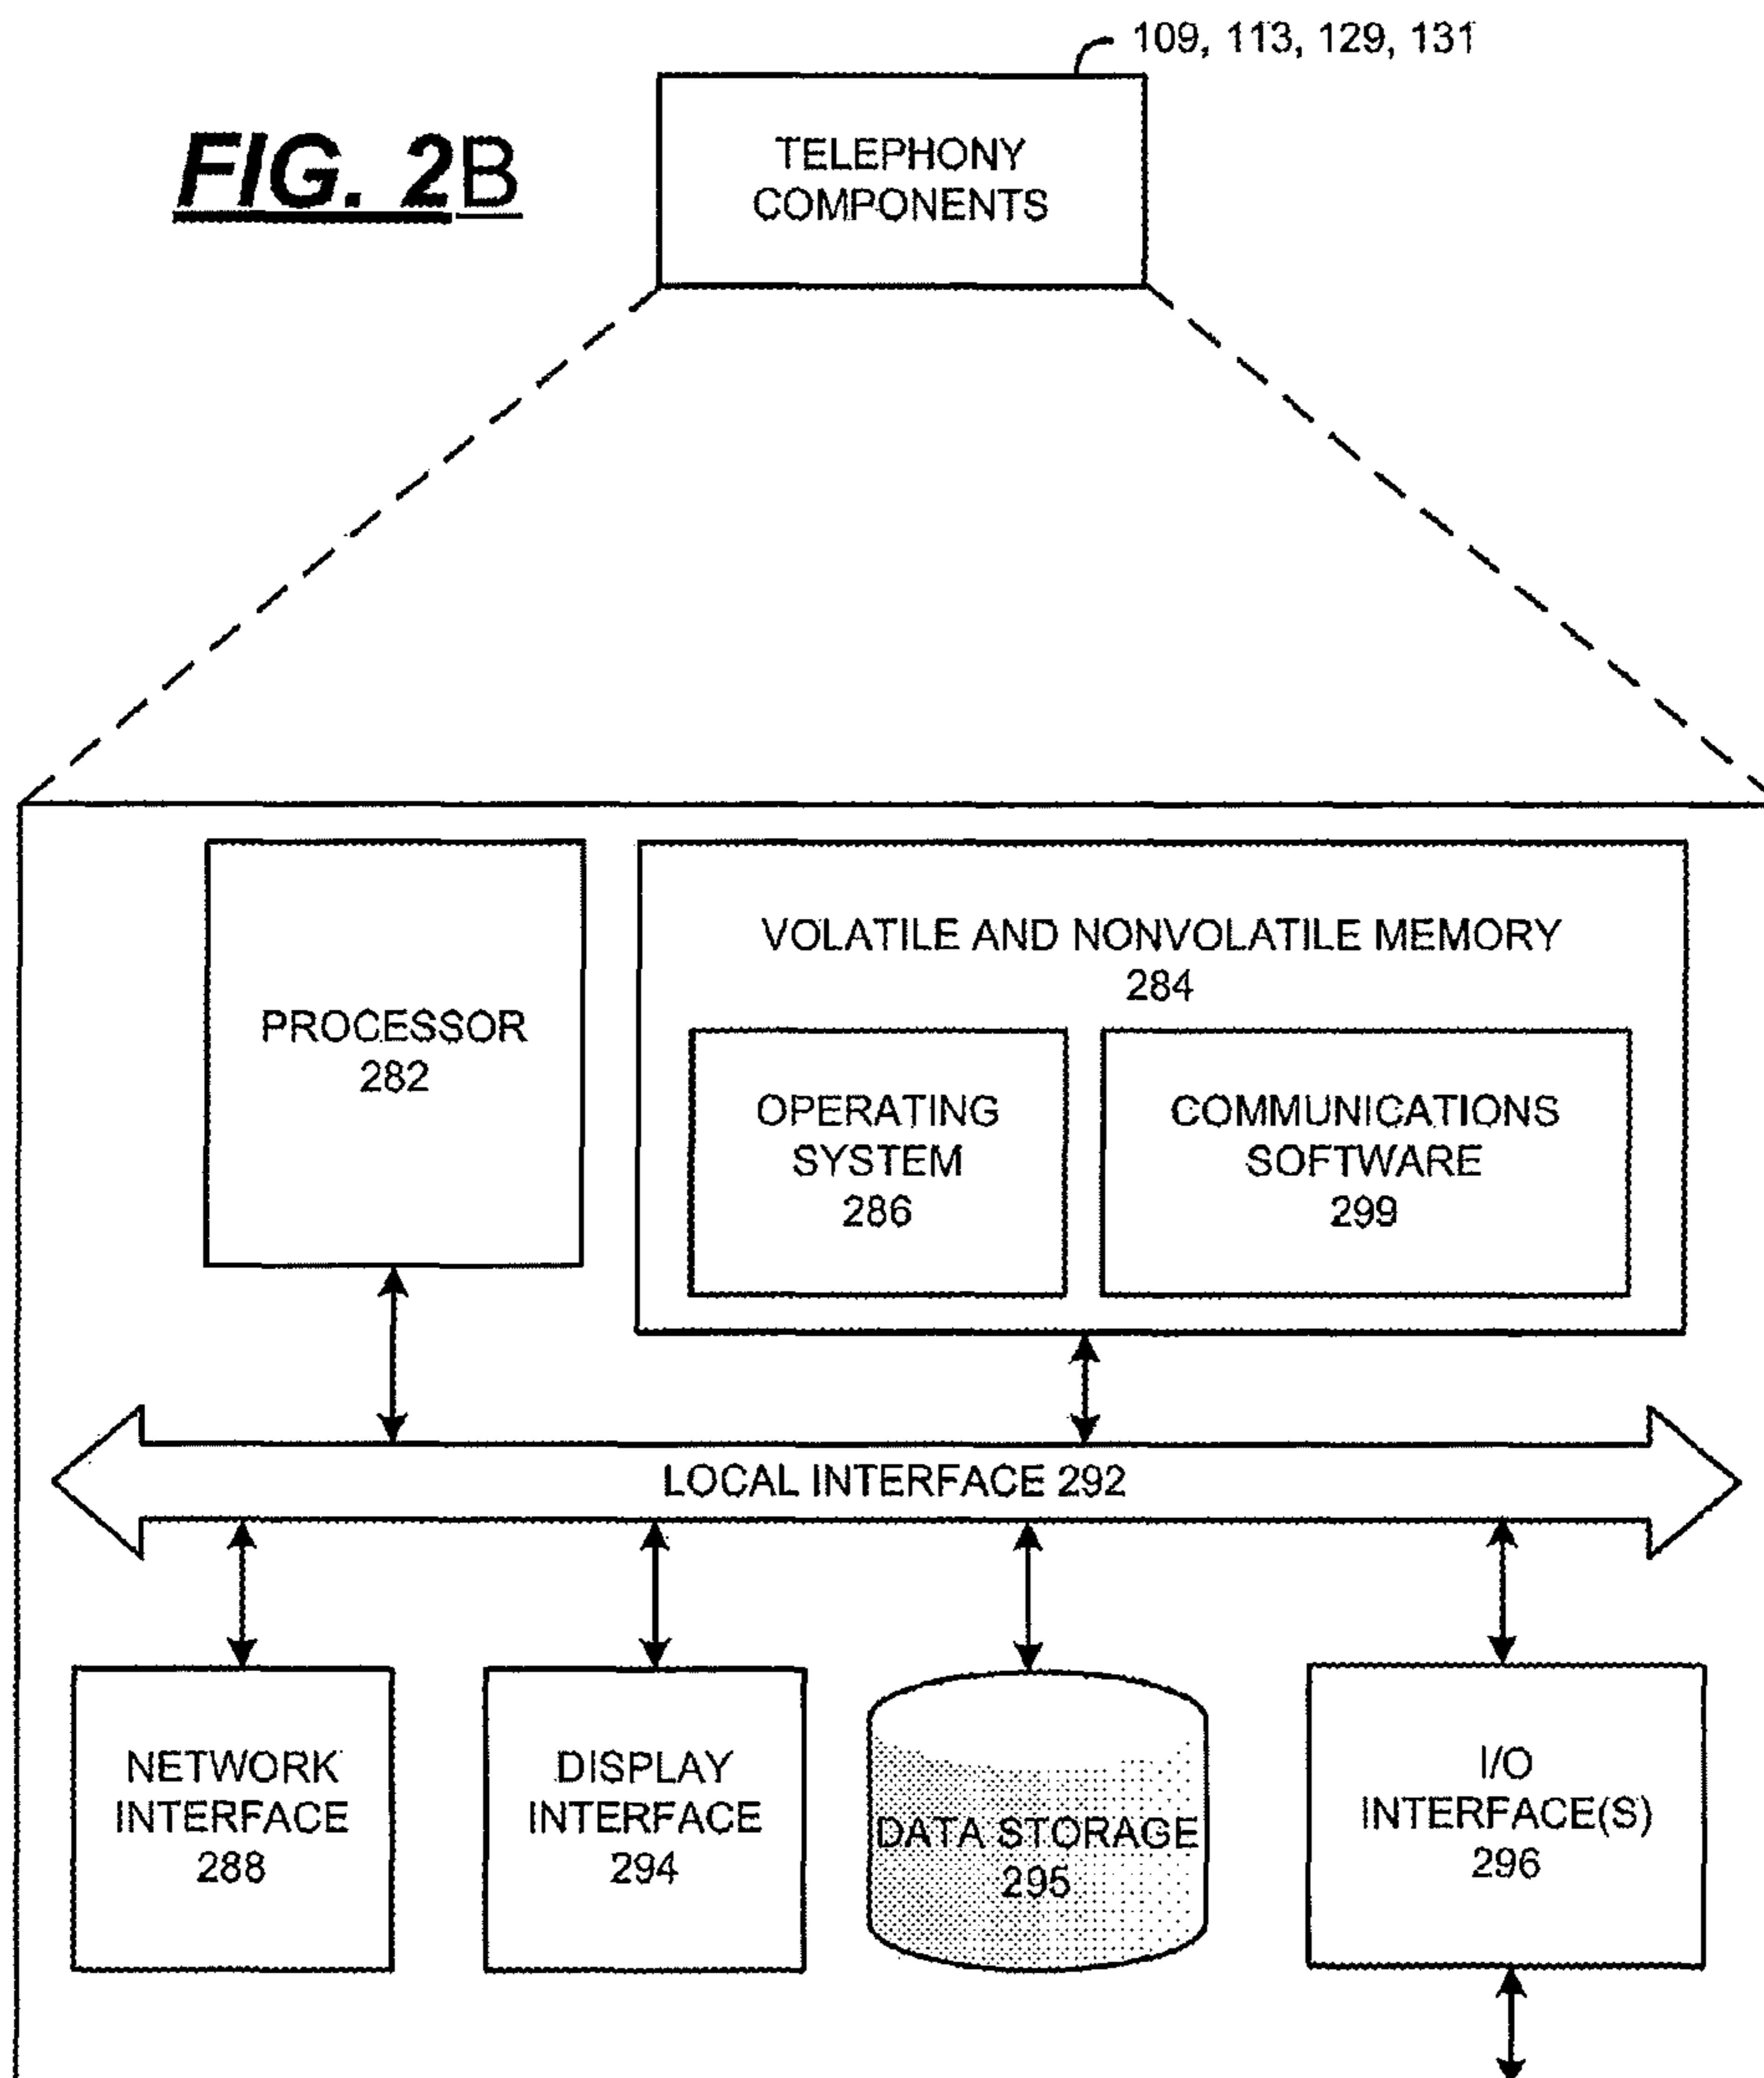 109, 113, 129, 131
FIG. 2B
TELEPHONY
COMPONENTS
VOLATILE AND NONVOLATILE MEMORY
284
PROCESSOR
282
OPERATING
SYSTEM
286
COMMUNICATIONS
SOFTWARE
299
LOCAL INTERFACE 292
NETWORK
INTERFACE
288
DISPLAY
INTERFACE
294
DATA STORAGE
295
I/O
INTERFACE(S)
296